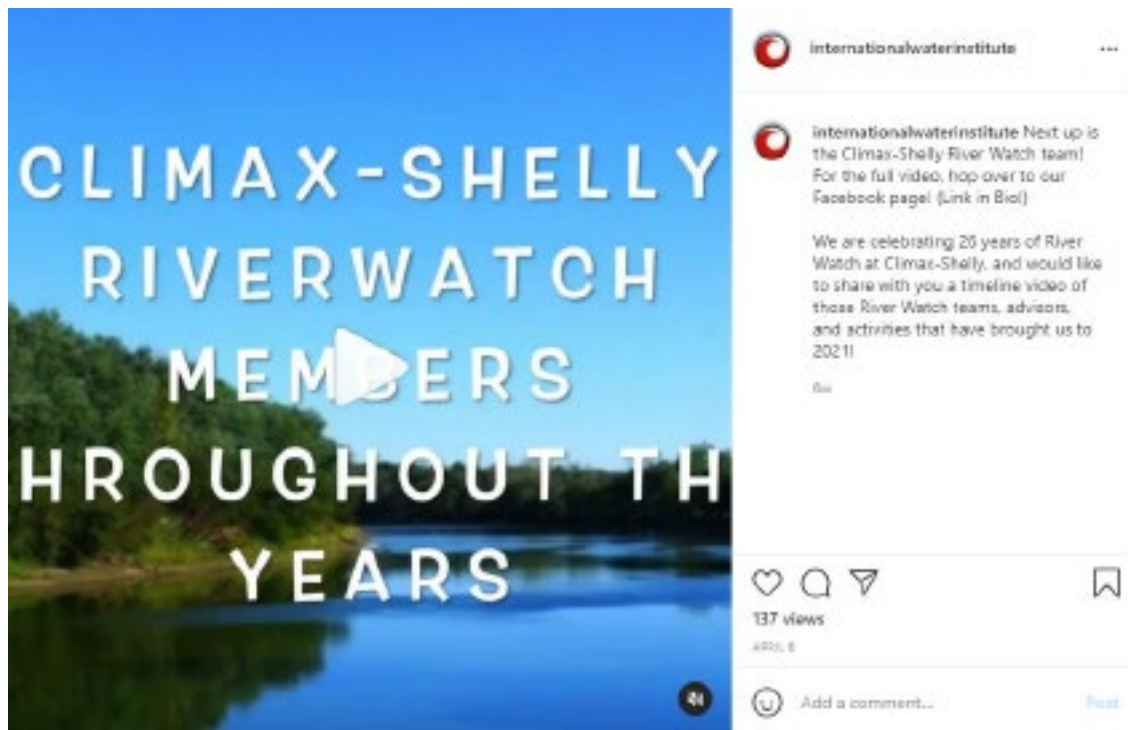 CLIMAX-SHELLY
RIVERWATCH
MEMBERS
HROUGHOUT TH
YEARS
internationalwaterinstitute
internationalwaterinstitute Next up is
the Climax-Shelly River Watch team!
For the full video, hop over to our
Facebook page! (Link in Bio!)
We are celebrating 26 years of River
Watch at Climax-Shelly, and would like
to share with you a timeline video of
those River Watch teams, advisors,
and activities that have brought us to
2021!
137 views
APRIL 6
Add a comment...
Post